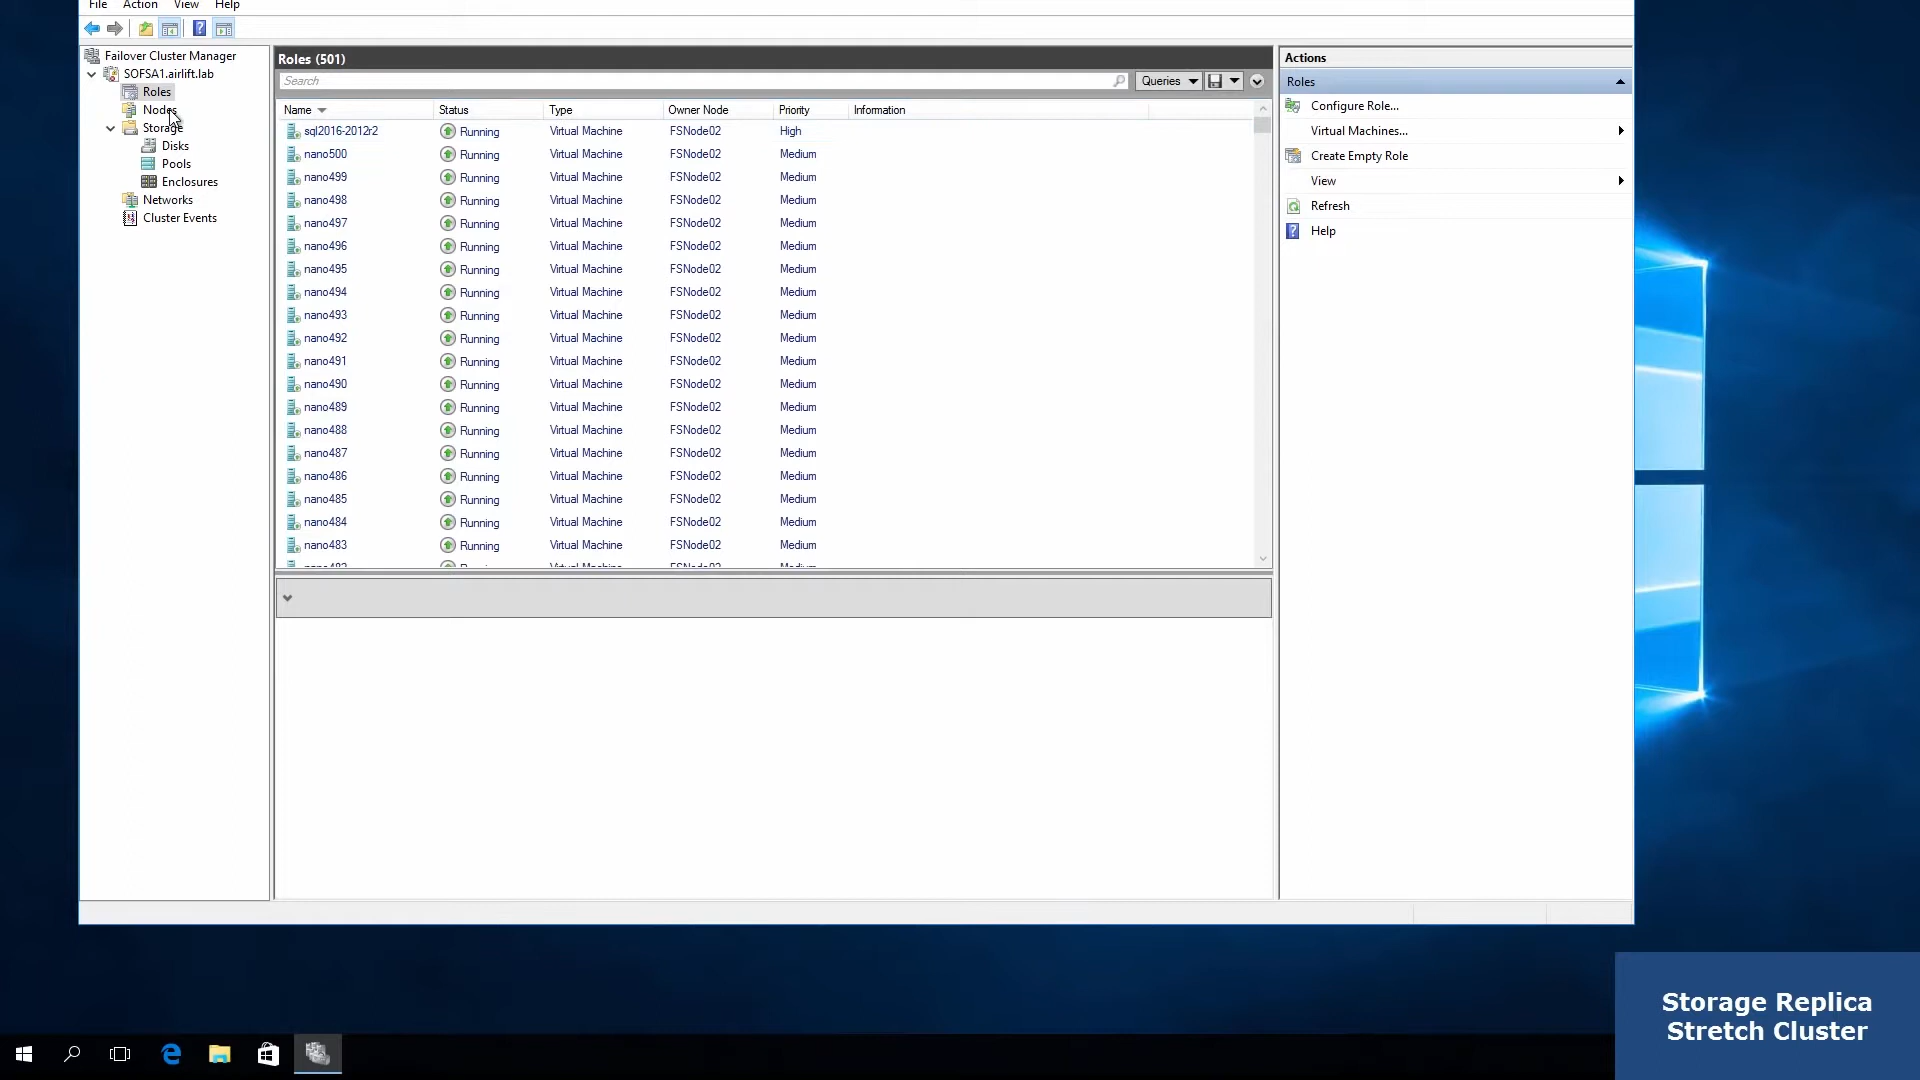 File Action View Help
Failover Cluster Manager
SOFSA1.airlift.lab
Roles
Nodes
Storage
Disks
Pools
Enclosures
Networks
Cluster Events
Roles (501)
Search
Queries
Name Status Type Owner Node Priority Information
sql2016-2012r2 Running Virtual Machine FSNode02 High
nano500 Running Virtual Machine FSNode02 Medium
nano499 Running Virtual Machine FSNode02 Medium
nano498 Running Virtual Machine FSNode02 Medium
nano497 Running Virtual Machine FSNode02 Medium
nano496 Running Virtual Machine FSNode02 Medium
nano495 Running Virtual Machine FSNode02 Medium
nano494 Running Virtual Machine FSNode02 Medium
nano493 Running Virtual Machine FSNode02 Medium
nano492 Running Virtual Machine FSNode02 Medium
nano491 Running Virtual Machine FSNode02 Medium
nano490 Running Virtual Machine FSNode02 Medium
nano489 Running Virtual Machine FSNode02 Medium
nano488 Running Virtual Machine FSNode02 Medium
nano487 Running Virtual Machine FSNode02 Medium
nano486 Running Virtual Machine FSNode02 Medium
nano485 Running Virtual Machine FSNode02 Medium
nano484 Running Virtual Machine FSNode02 Medium
nano483 Running Virtual Machine FSNode02 Medium
Actions
Roles
Configure Role...
Virtual Machines...
Create Empty Role
View
Refresh
Help
Storage Replica
Stretch Cluster